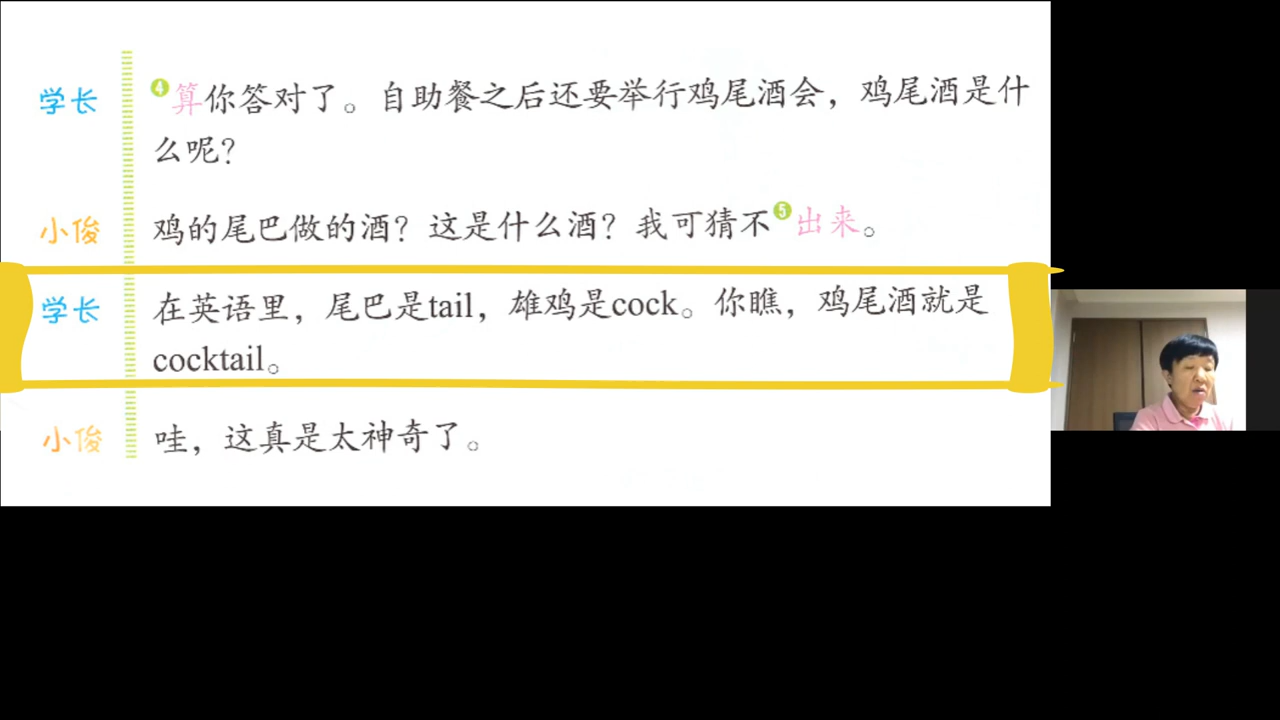 学长 ❹算你答对了。自助餐之后还要举行鸡尾酒会，鸡尾酒是什
么呢？
小俊 鸡的尾巴做的酒？这是什么酒？我可猜不❺出来。
学长 在英语里，尾巴是tail，雄鸡是cock。你瞧，鸡尾酒就是
cocktail。
小俊 哇，这真是太神奇了。